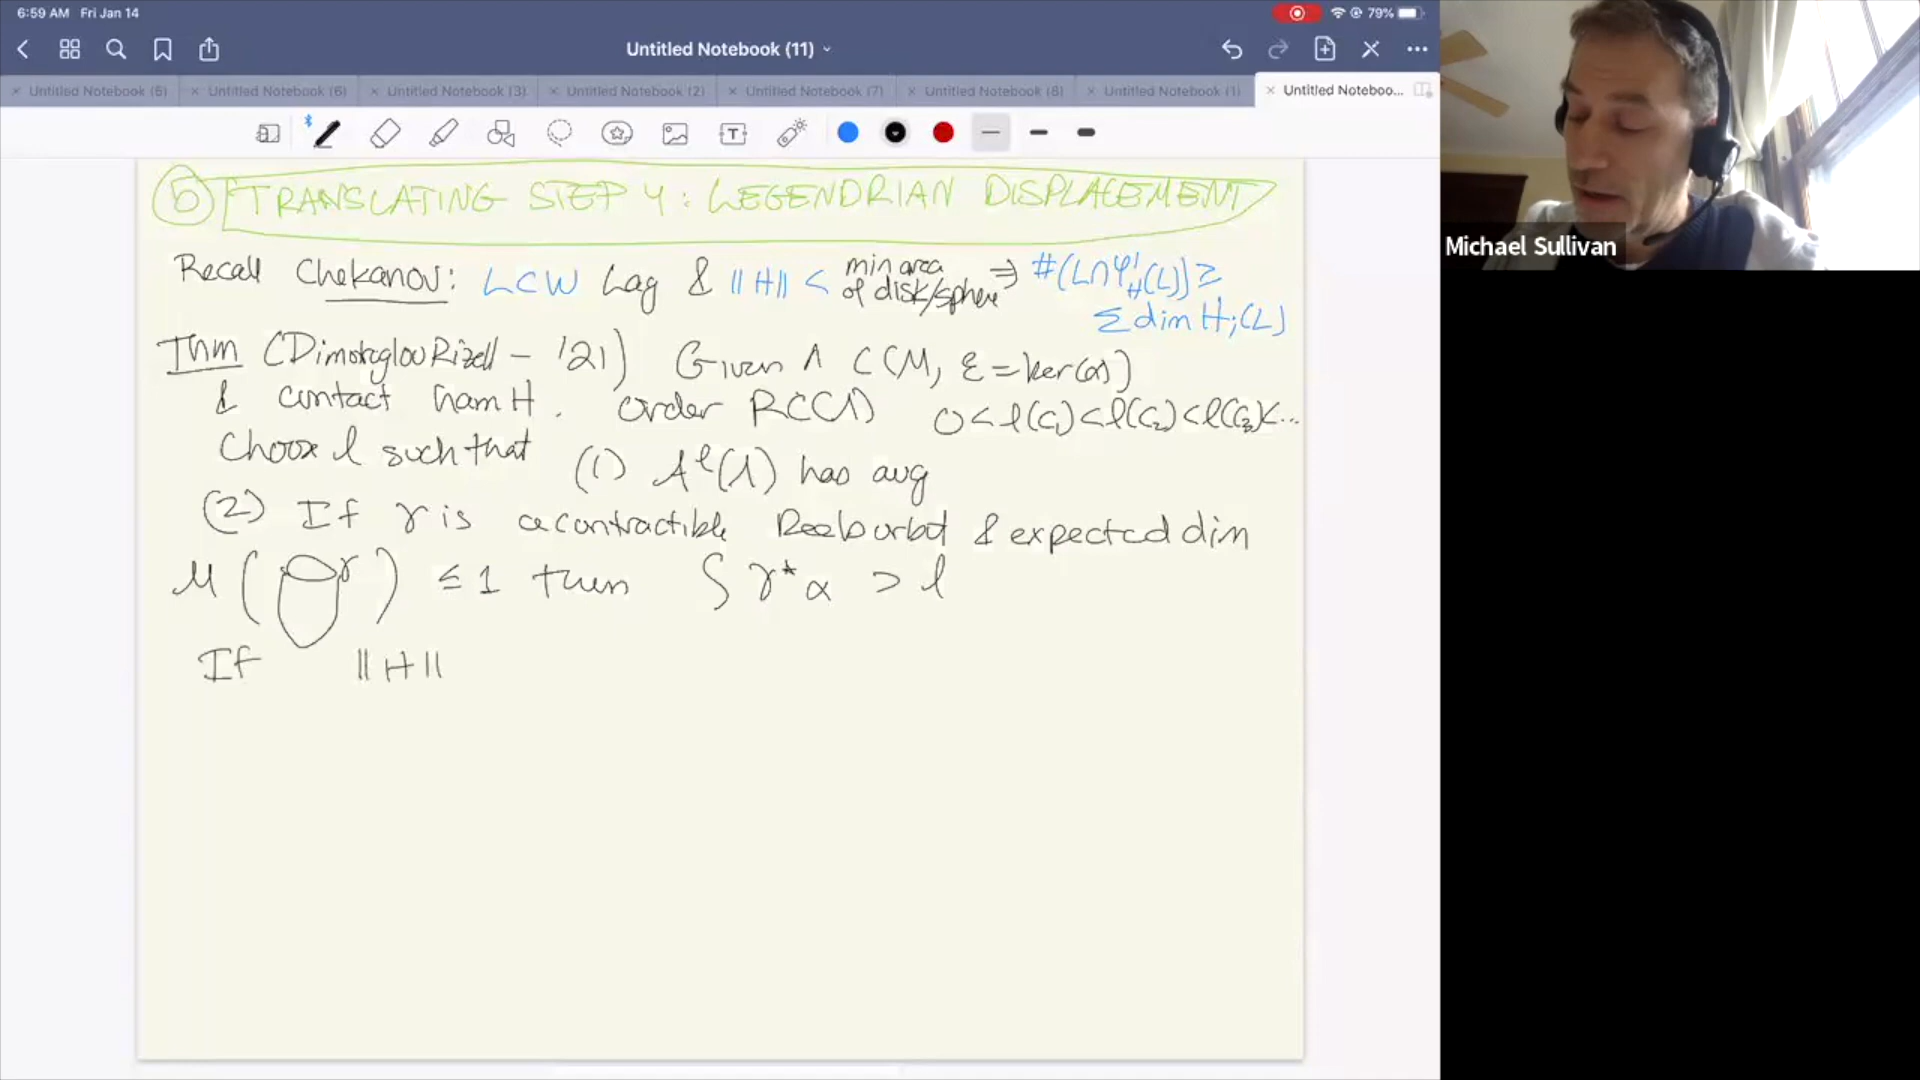 6:59 AM Fri Jan 14
79%
Untitled Notebook (11)
Untitled Notebook (5)
Untitled Notebook (6)
Untitled Notebook (3)
Untitled Notebook (2)
Untitled Notebook (7)
Untitled Notebook (8)
Untitled Notebook (1)
Untitled Noteboo...
Michael Sullivan
⑤ TRANSLATING STEP 4: LEGENDRIAN DISPLACEMENT
Recall Chekanov: L⊂W Lag & ||H|| < min area of disk/sphere ⇒ #(L∩φ_H^1(L)) ≥
Σ dim H_i(L)
Thm (Dimitroglou Rizell – '21) Given Λ ⊂ (M, ξ = ker(α))
& contact ham H. Order RC(Λ) 0 < l(c₁) < l(c₂) < l(c₃) < ...
Choose l such that (1) A^l(Λ) has aug
(2) If γ is a contractible Reeb orbit & expected dim
M ( γ ) ≤ 1 then ∫ γ* α > l
If ||H||